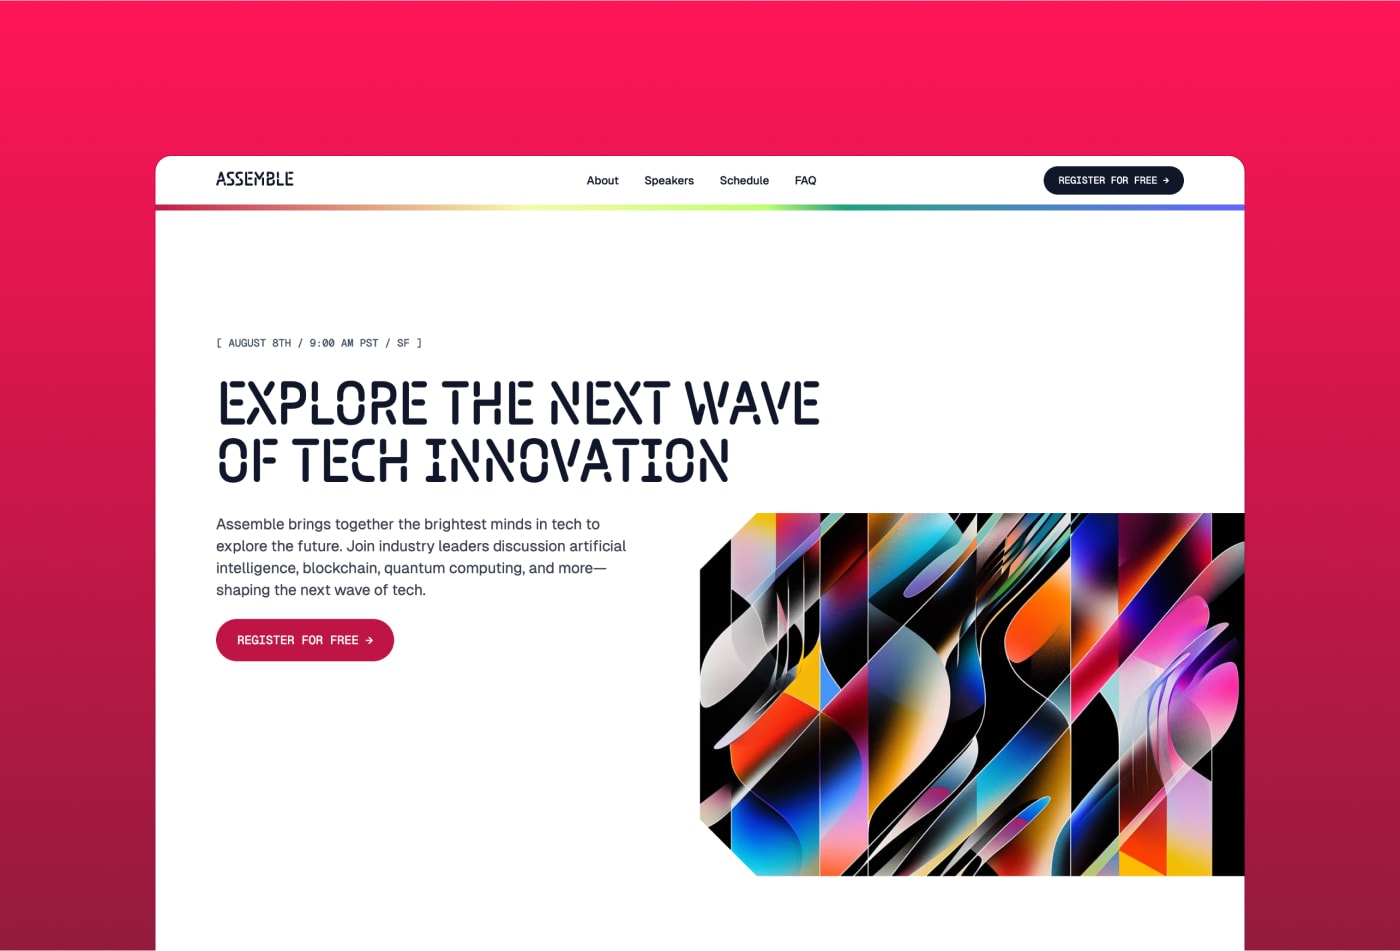 ASSEMBLE
About Speakers Schedule FAQ
REGISTER FOR FREE →
[ AUGUST 8TH / 9:00 AM PST / SF ]
EXPLORE THE NEXT WAVE
OF TECH INNOVATION
Assemble brings together the brightest minds in tech to
explore the future. Join industry leaders discussion artificial
intelligence, blockchain, quantum computing, and more—
shaping the next wave of tech.
REGISTER FOR FREE →